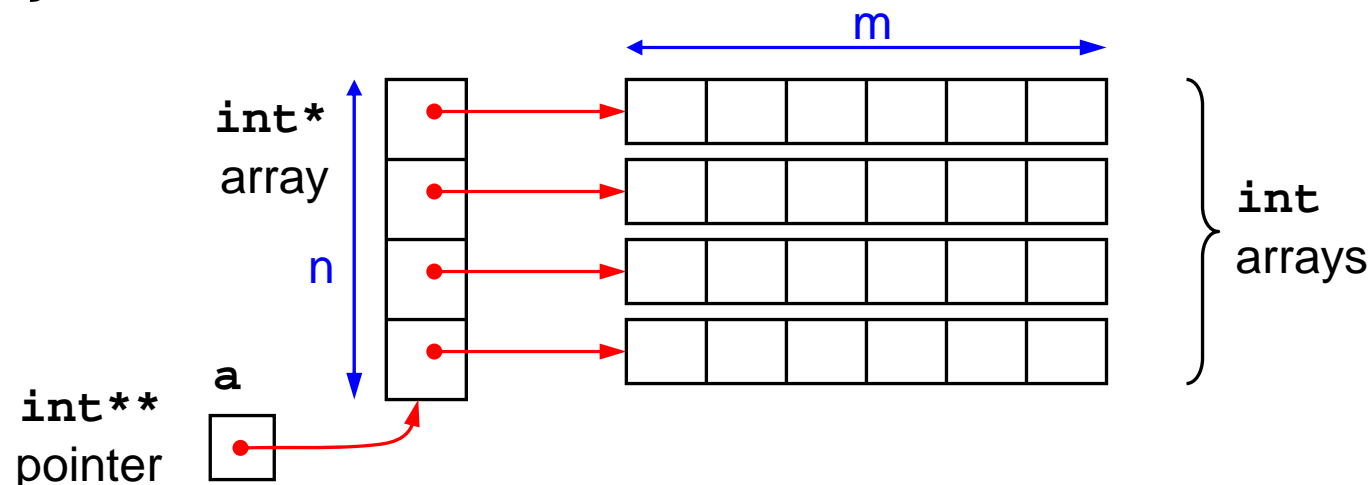 m
int*
array
n
int
arrays
a
int**
pointer